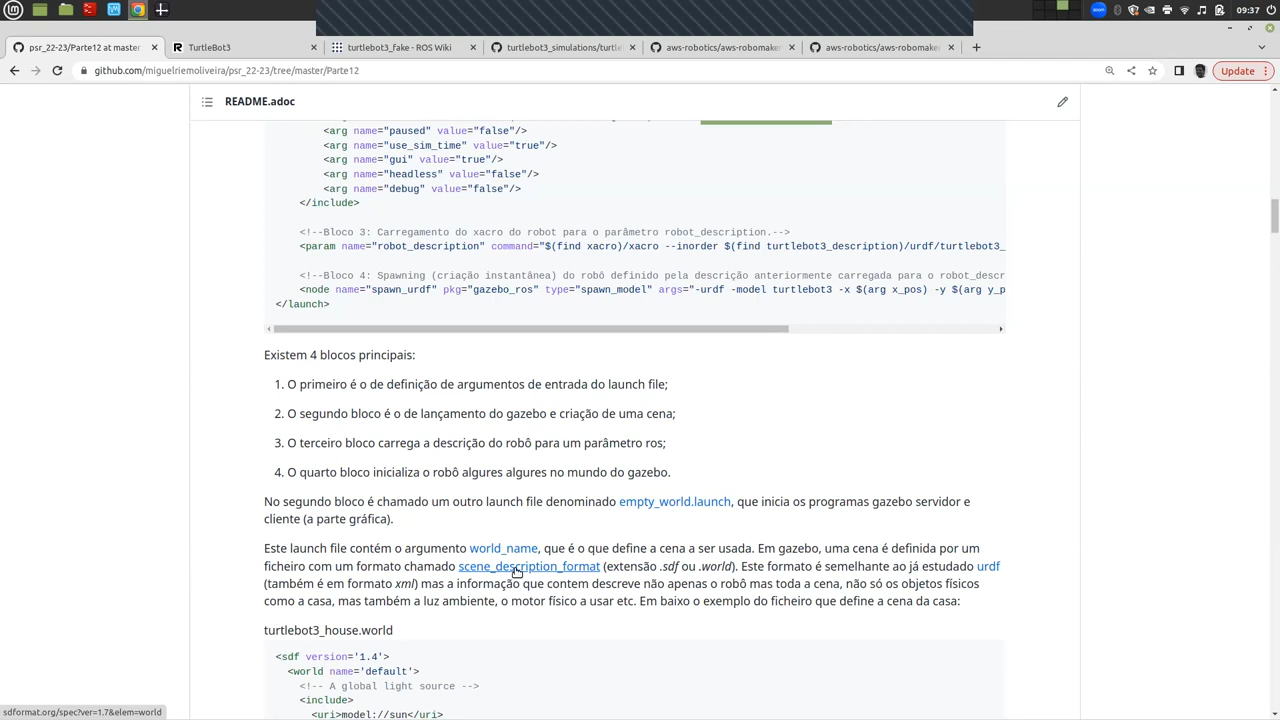 09:37
psr_22-23/Parte12 at master
TurtleBot3
turtlebot3_fake - ROS Wiki
turtlebot3_simulations/turtle
aws-robotics/aws-robomaker
aws-robotics/aws-robomake
github.com/miguelriemoliveira/psr_22-23/tree/master/Parte12
Update
README.adoc
<arg name="paused" value="false"/>
<arg name="use_sim_time" value="true"/>
<arg name="gui" value="true"/>
<arg name="headless" value="false"/>
<arg name="debug" value="false"/>
</include>
<!--Bloco 3: Carregamento do xacro do robot para o parâmetro robot_description.-->
<param name="robot_description" command="$(find xacro)/xacro --inorder $(find turtlebot3_description)/urdf/turtlebot3_
<!--Bloco 4: Spawning (criação instantânea) do robô definido pela descrição anteriormente carregada para o robot_descr
<node name="spawn_urdf" pkg="gazebo_ros" type="spawn_model" args="-urdf -model turtlebot3 -x $(arg x_pos) -y $(arg y_p
</launch>
Existem 4 blocos principais:
1. O primeiro é o de definição de argumentos de entrada do launch file;
2. O segundo bloco é o de lançamento do gazebo e criação de uma cena;
3. O terceiro bloco carrega a descrição do robô para um parâmetro ros;
4. O quarto bloco inicializa o robô algures algures no mundo do gazebo.
No segundo bloco é chamado um outro launch file denominado empty_world.launch, que inicia os programas gazebo servidor e
cliente (a parte gráfica).
Este launch file contém o argumento world_name, que é o que define a cena a ser usada. Em gazebo, uma cena é definida por um
ficheiro com um formato chamado scene_description_format (extensão .sdf ou .world). Este formato é semelhante ao já estudado urdf
(também é em formato xml) mas a informação que contem descreve não apenas o robô mas toda a cena, não só os objetos físicos
como a casa, mas também a luz ambiente, o motor físico a usar etc. Em baixo o exemplo do ficheiro que define a cena da casa:
turtlebot3_house.world
<sdf version='1.4'>
<world name='default'>
<!-- A global light source -->
<include>
<uri>model://sun</uri>
sdformat.org/spec?ver=1.7&elem=world